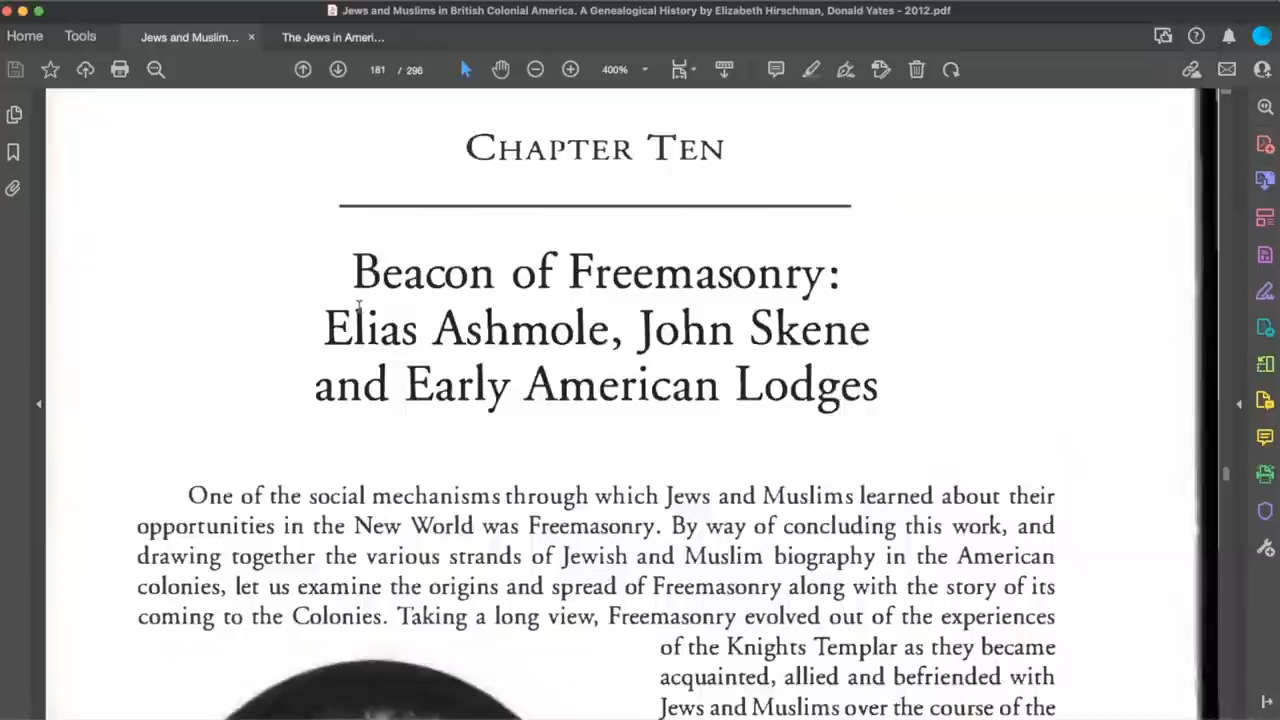 Jews and Muslims in British Colonial America. A Genealogical History by Elizabeth Hirschman, Donald Yates - 2012.pdf
Home
Tools
Jews and Muslim...
×
The Jews in Ameri...
181 / 296
400%
CHAPTER TEN
Beacon of Freemasonry:
Elias Ashmole, John Skene
and Early American Lodges
One of the social mechanisms through which Jews and Muslims learned about their
opportunities in the New World was Freemasonry. By way of concluding this work, and
drawing together the various strands of Jewish and Muslim biography in the American
colonies, let us examine the origins and spread of Freemasonry along with the story of its
coming to the Colonies. Taking a long view, Freemasonry evolved out of the experiences
of the Knights Templar as they became
acquainted, allied and befriended with
Jews and Muslims over the course of the